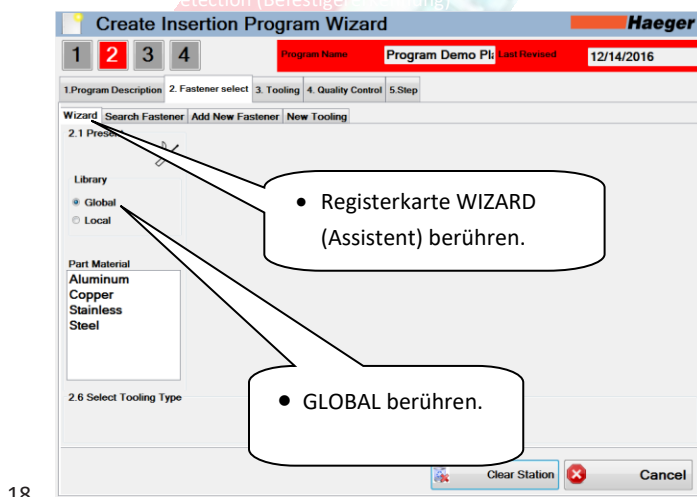 Create Insertion Program Wizard
Haeger
1 2 3 4
Program Name
Program Demo Pl
Last Revised
12/14/2016
1.Program Description 2. Fastener select 3. Tooling 4. Quality Control 5.Step
Wizard Search Fastener Add New Fastener New Tooling
2.1
Library
Global
Local
• Registerkarte WIZARD
(Assistent) berühren.
Part Material
Aluminum
Copper
Stainless
Steel
2.6 Select Tooling Type
• GLOBAL berühren.
Clear Station
Cancel
18